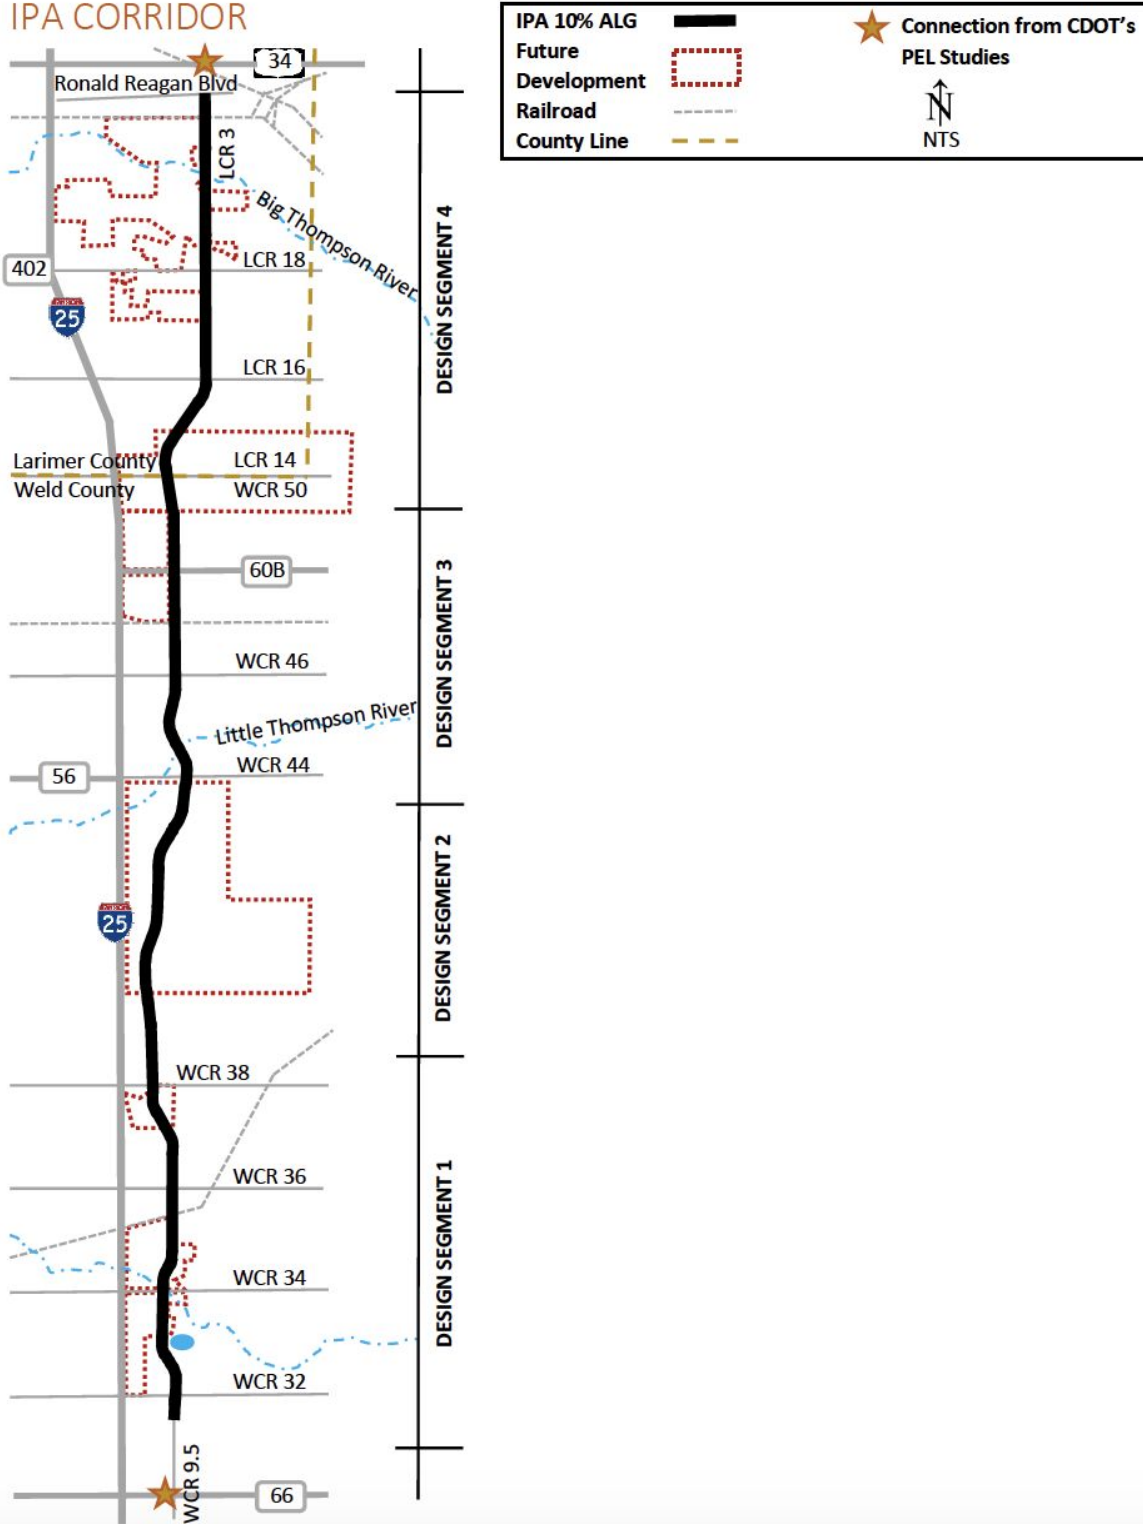 IPA CORRIDOR
IPA 10% ALG
Future
Development
Railroad
County Line
Connection from CDOT's
PEL Studies
N
NTS
34
Ronald Reagan Blvd
LCR 3
Big Thompson River
LCR 18
402
25
LCR 16
DESIGN SEGMENT 4
Larimer County
LCR 14
Weld County
WCR 50
60B
DESIGN SEGMENT 3
WCR 46
Little Thompson River
56
WCR 44
25
DESIGN SEGMENT 2
WCR 38
WCR 36
DESIGN SEGMENT 1
WCR 34
WCR 32
WCR 9.5
66